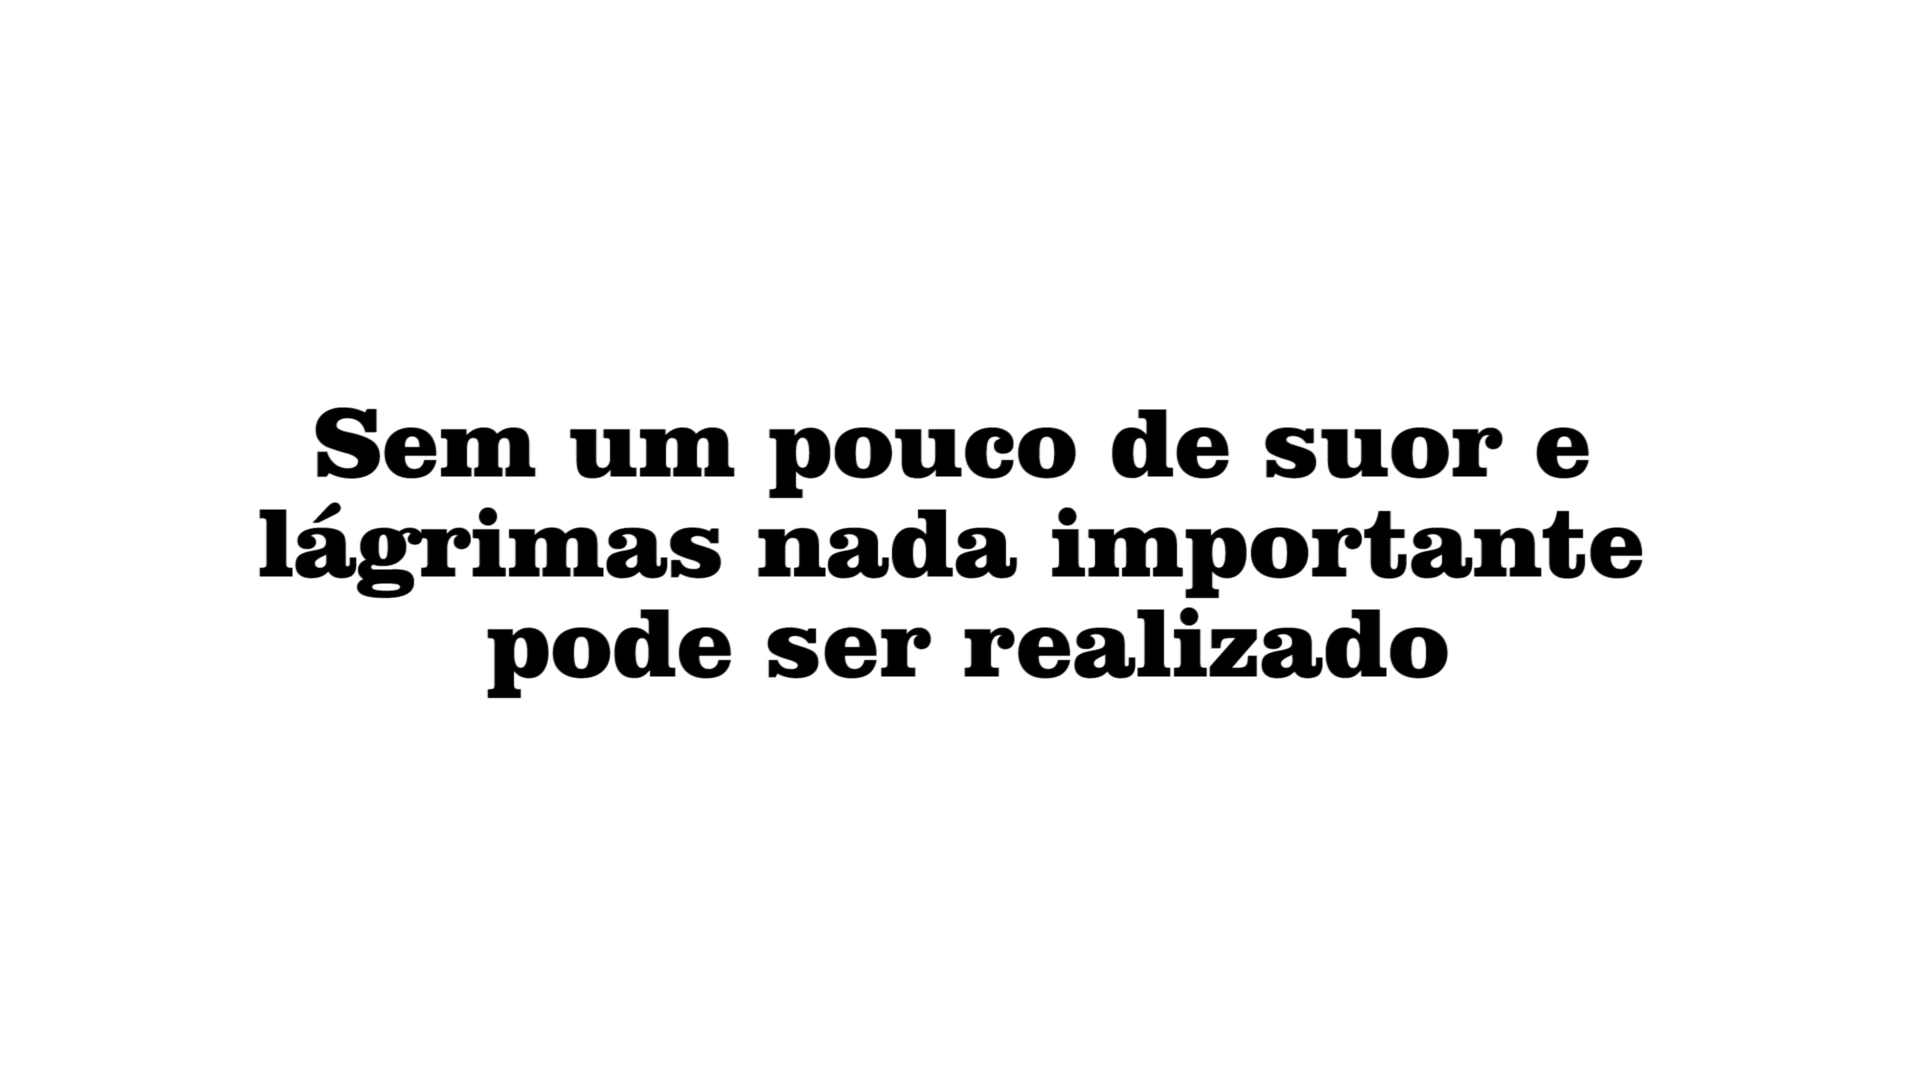 Sem um pouco de suor e
lágrimas nada importante
pode ser realizado